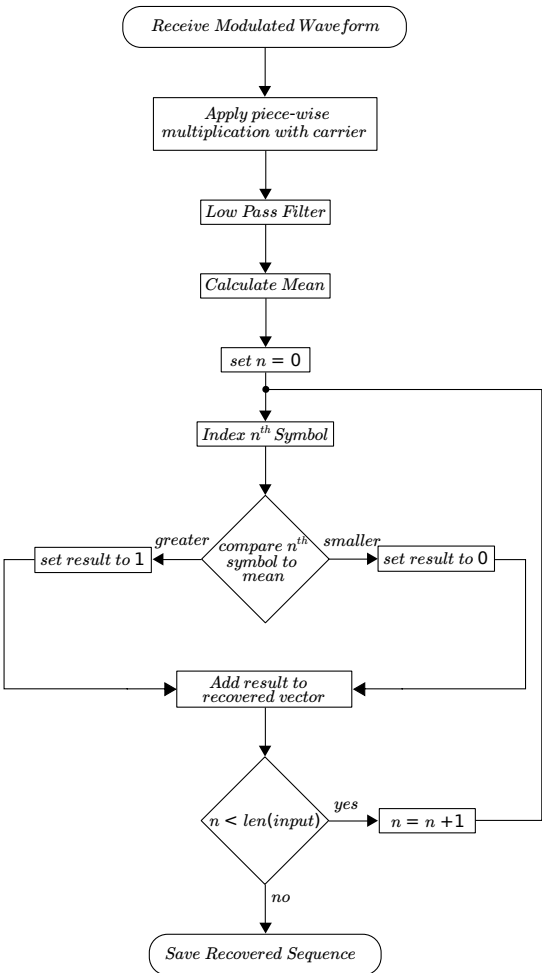 Receive Modulated Waveform
Apply piece-wise
multiplication with carrier
Low Pass Filter
Calculate Mean
set n = 0
Index nᵗʰ Symbol
greater
compare nᵗʰ
symbol to
mean
smaller
set result to 1
set result to 0
Add result to
recovered vector
n < len(input)
yes
n = n +1
no
Save Recovered Sequence